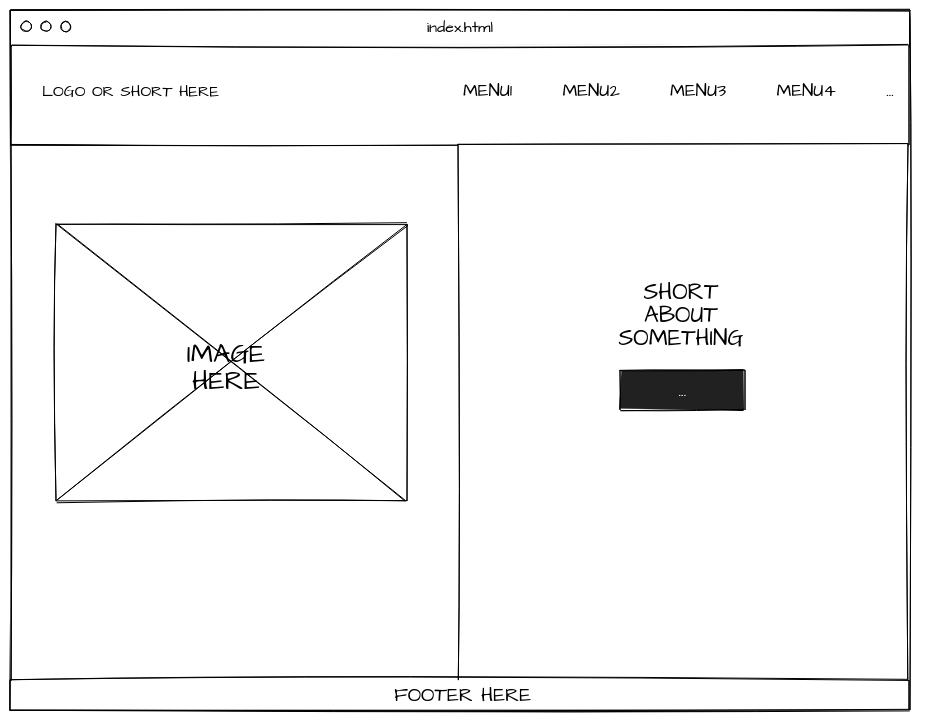 index.html
LOGO OR SHORT HERE
MENU1 MENU2 MENU3 MENU4 ...
IMAGE
HERE
SHORT
ABOUT
SOMETHING
...
FOOTER HERE